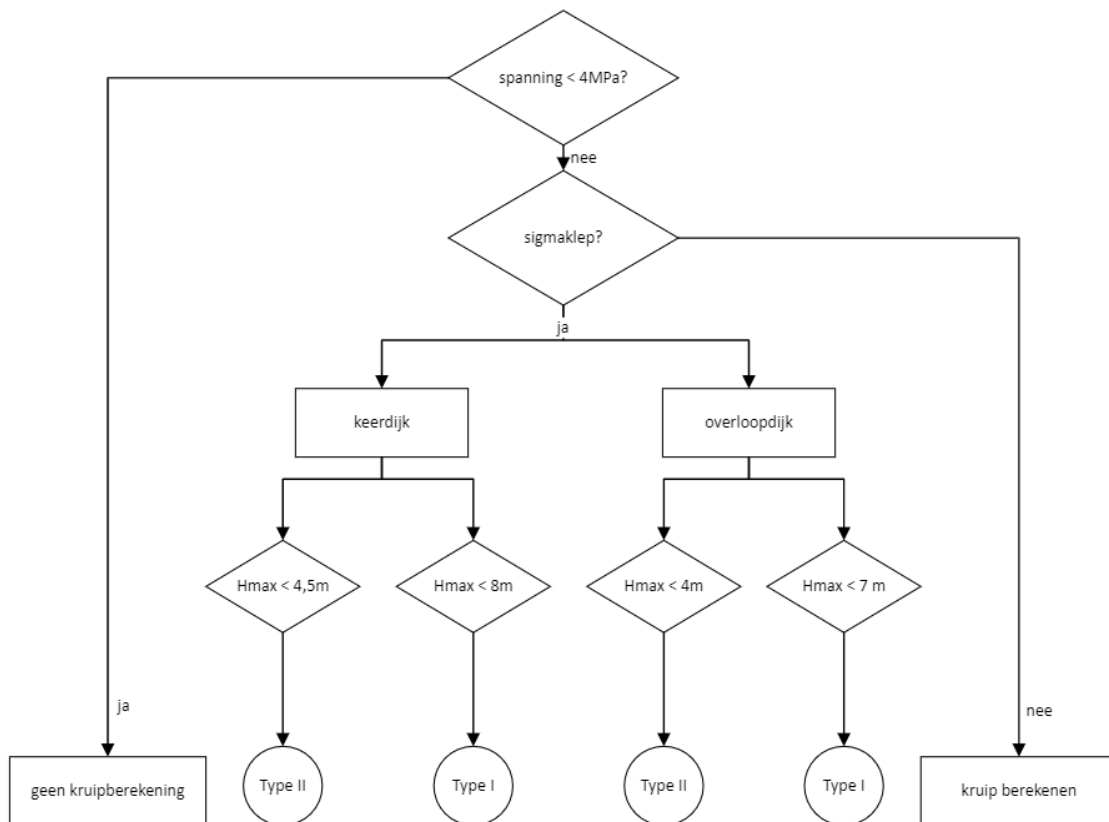 spanning < 4MPa?
nee
sigmaklep?
ja
keerdijk
overloopdijk
Hmax < 4,5m
Hmax < 8m
Hmax < 4m
Hmax < 7 m
ja
nee
geen kruipberekening
Type II
Type I
Type II
Type I
kruip berekenen